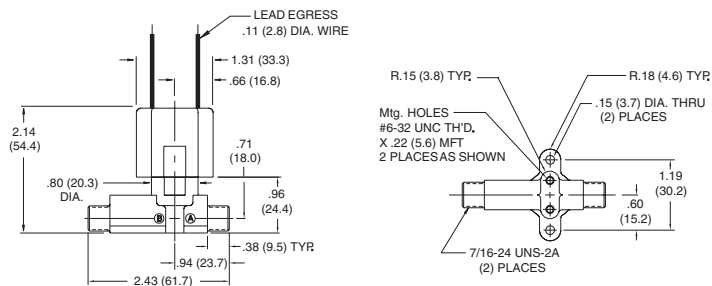 LEAD EGRESS
.11 (2.8) DIA. WIRE
1.31 (33.3)
.66 (16.8)
2.14
(54.4)
.71
(18.0)
.80 (20.3)
DIA.
.96
(24.4)
B
A
.38 (9.5) TYP.
.94 (23.7)
2.43 (61.7)
R.15 (3.8) TYP.
R.18 (4.6) TYP.
.15 (3.7) DIA. THRU
(2) PLACES
Mtg. HOLES
#6-32 UNC TH'D.
X .22 (5.6) MFT
2 PLACES AS SHOWN
1.19
(30.2)
.60
(15.2)
7/16-24 UNS-2A
(2) PLACES